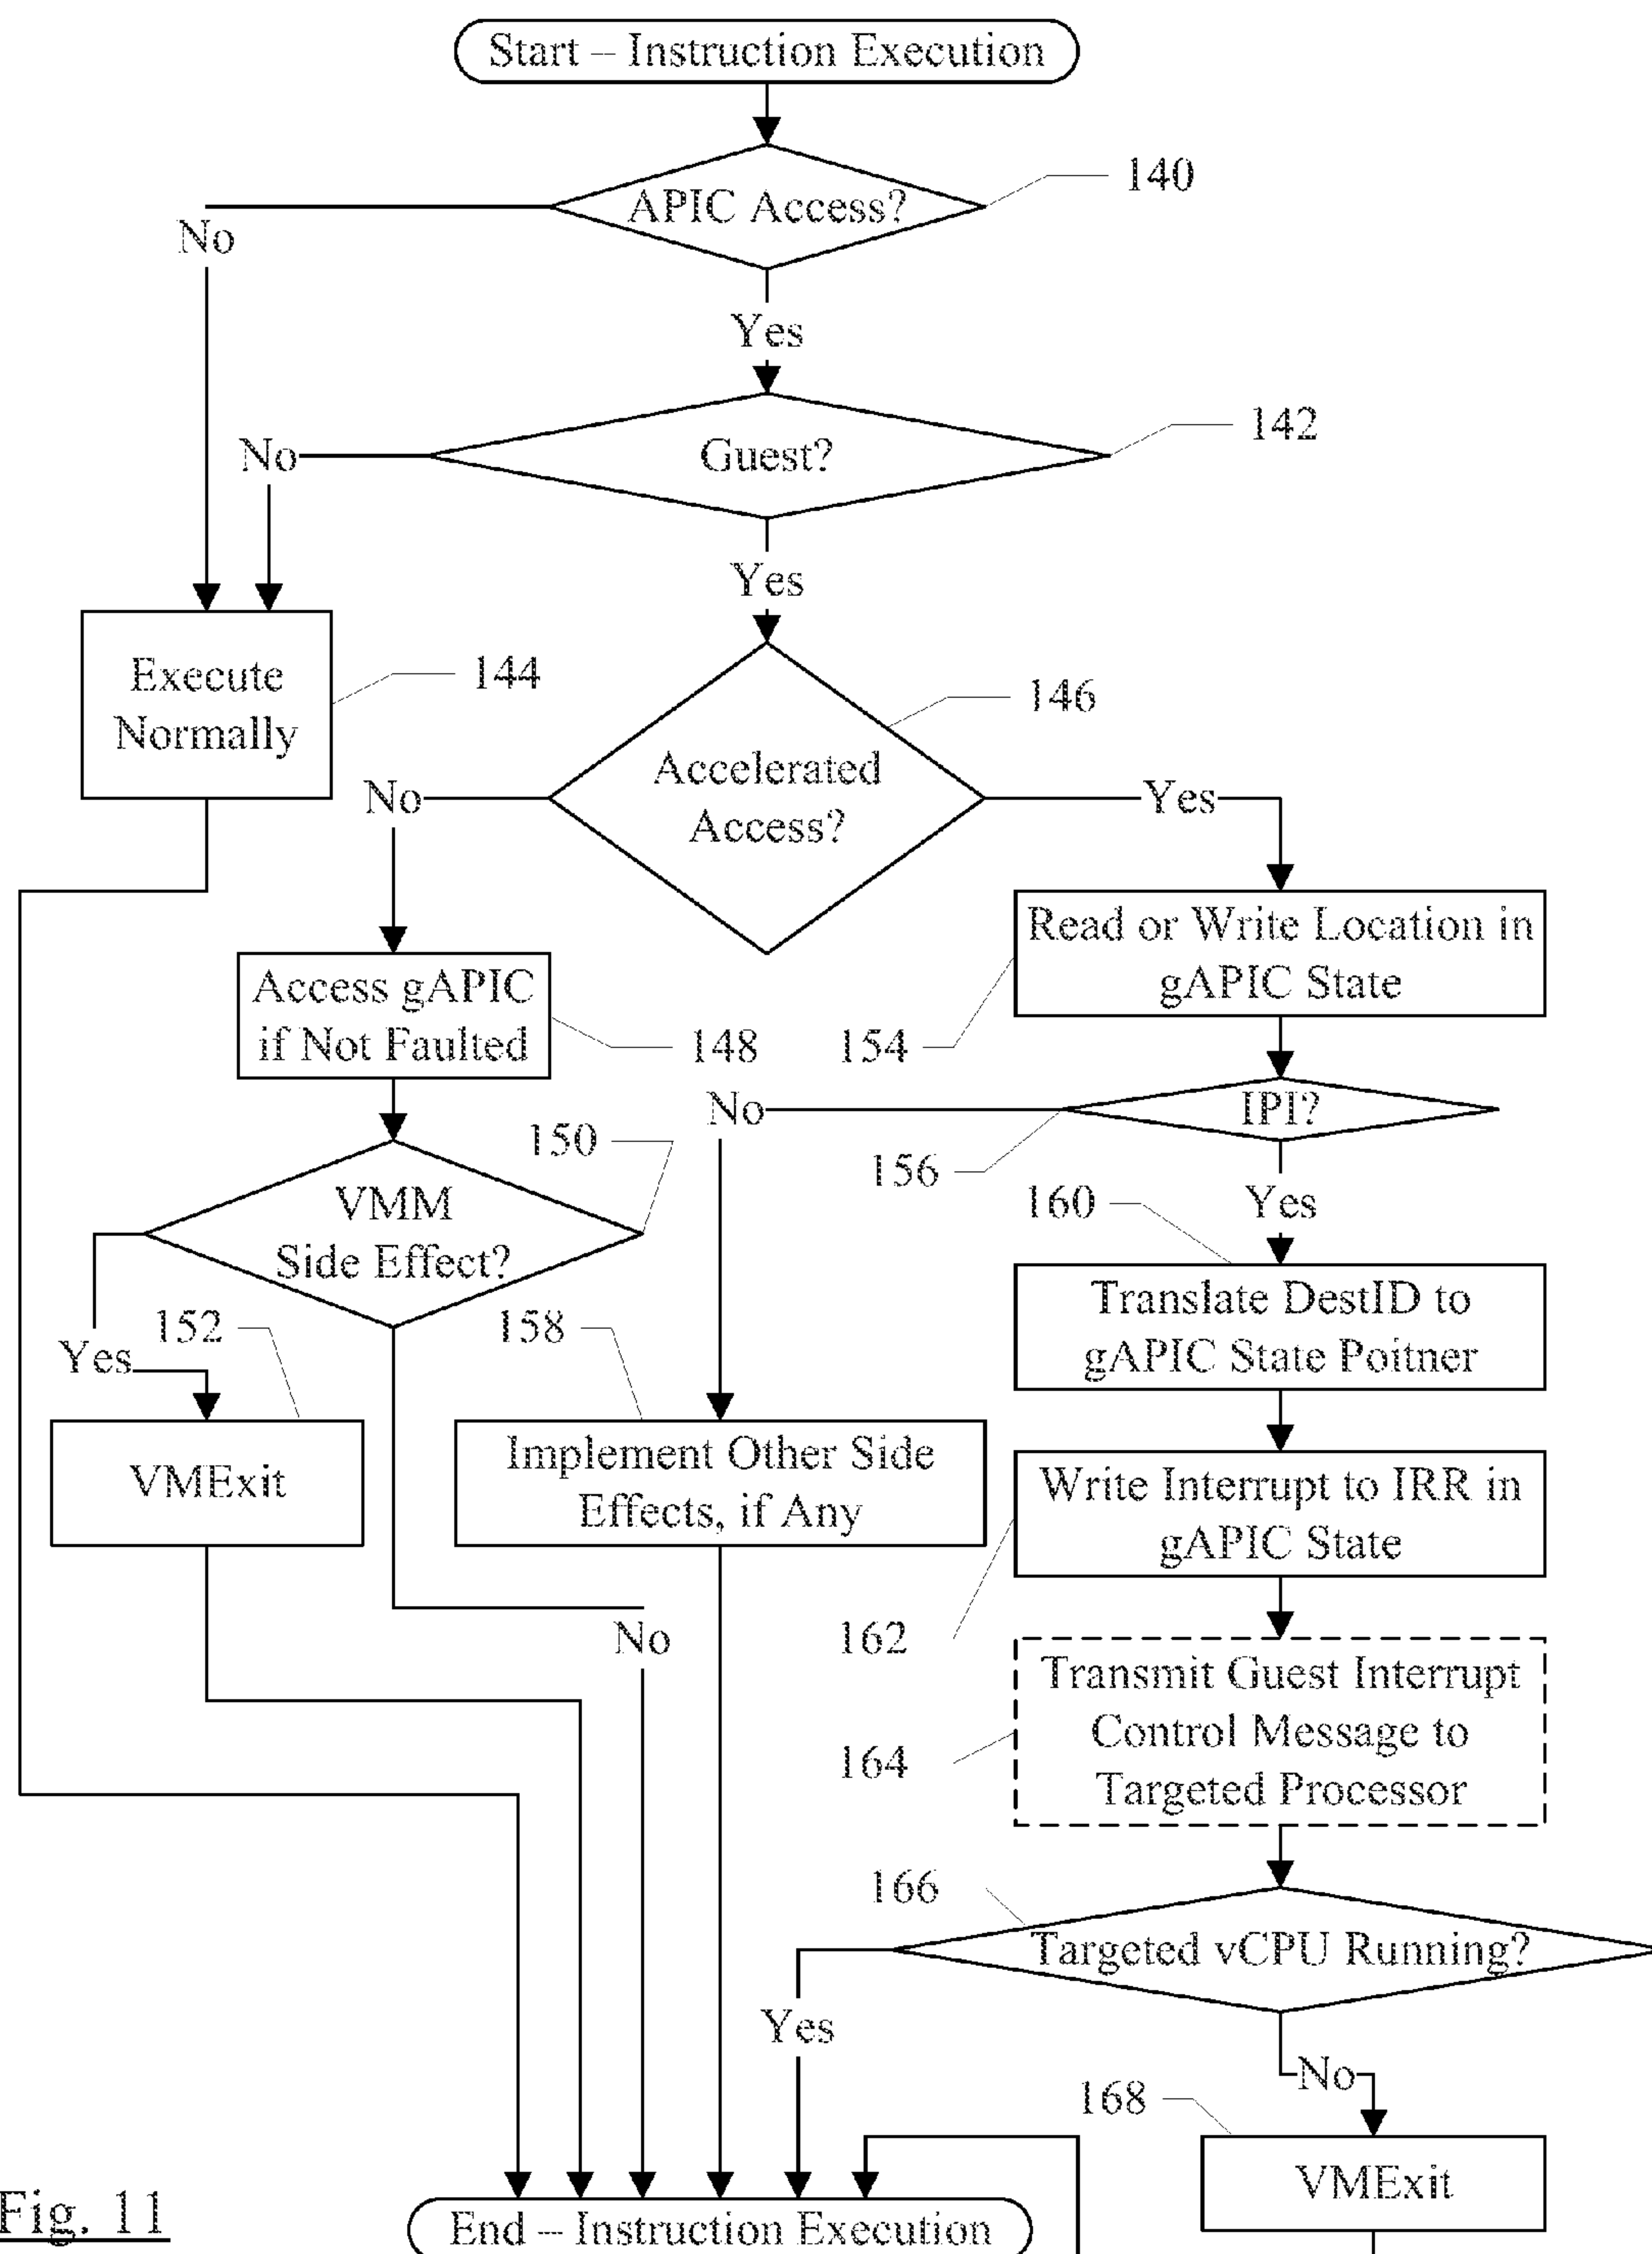 Start – Instruction Execution
140
APIC Access?
No
Yes
142
Guest?
No
Yes
Execute
Normally
144
146
Accelerated
Access?
No
Yes
Read or Write Location in
gAPIC State
Access gAPIC
if Not Faulted
148
154
No
IPI?
150
156
VMM
Side Effect?
160
Yes
Translate DestID to
gAPIC State Poitner
152
158
Yes
VMExit
Implement Other Side
Effects, if Any
Write Interrupt to IRR in
gAPIC State
No
162
Transmit Guest Interrupt
Control Message to
Targeted Processor
164
166
Targeted vCPU Running?
Yes
No
168
VMExit
Fig. 11
End – Instruction Execution